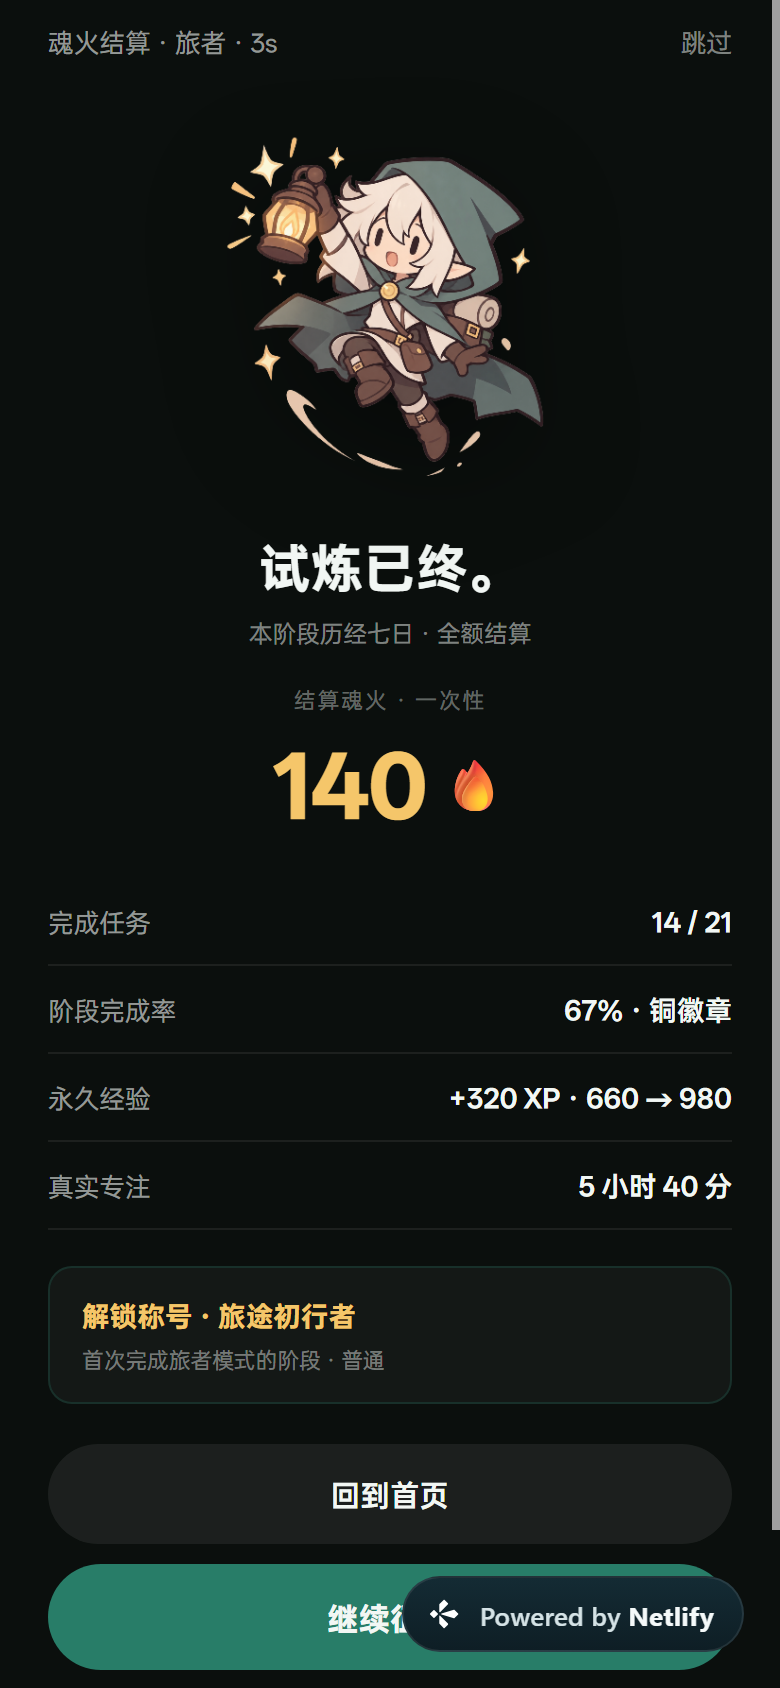 魂火结算 · 旅者 · 3s
跳过
试炼已终。
本阶段历经七日 · 全额结算
结算魂火 · 一次性
140
完成任务
14 / 21
阶段完成率
67% · 铜徽章
永久经验
+320 XP · 660 → 980
真实专注
5 小时 40 分
解锁称号 · 旅途初行者
首次完成旅者模式的阶段 · 普通
回到首页
继续
Powered by Netlify